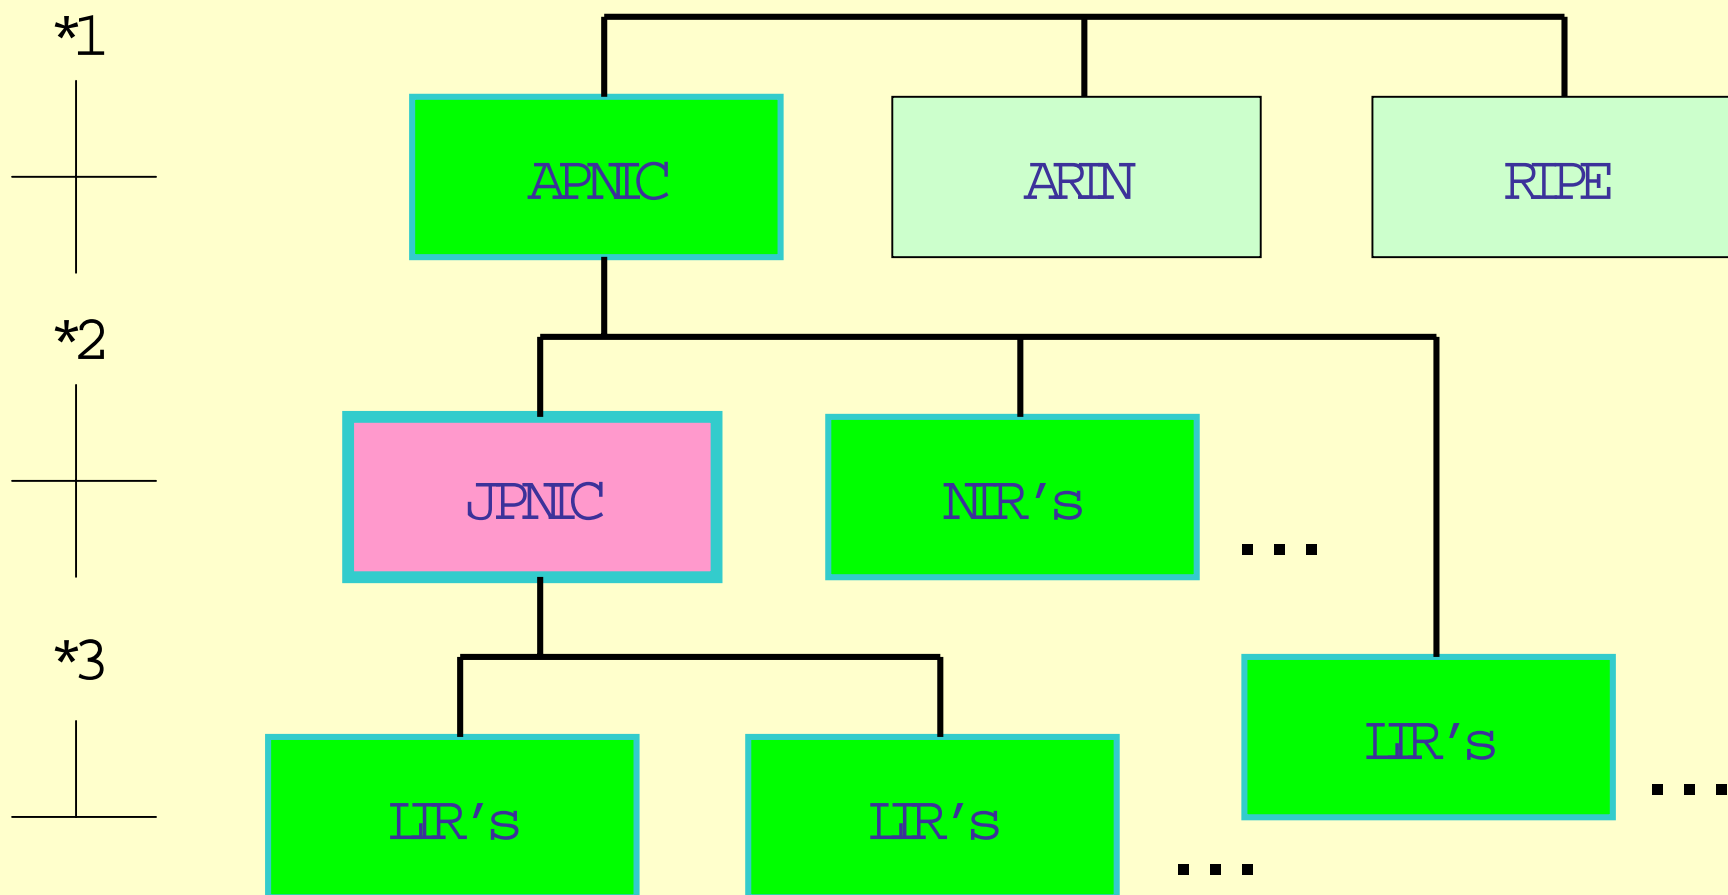 *1
APNIC
ARIN
RIPE
*2
JPNIC
NIR's
...
*3
LIR's
...
LIR's
LIR's
...